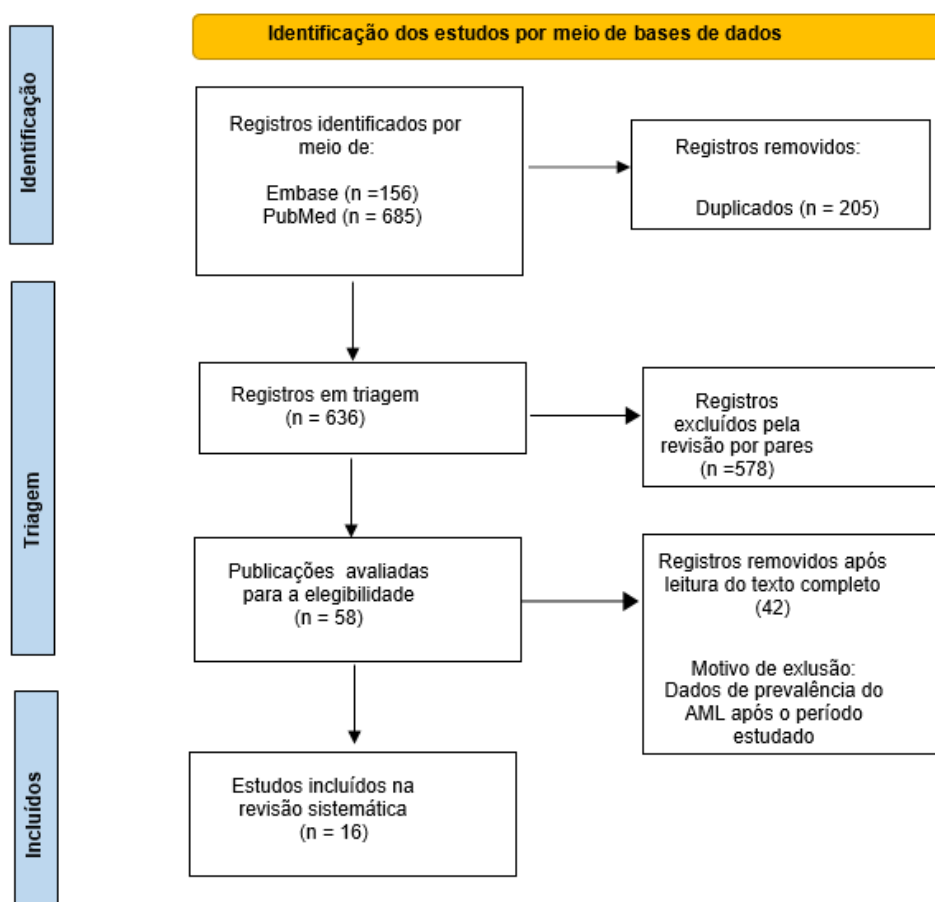 Identificação dos estudos por meio de bases de dados
Identificação
Registros identificados por
meio de:
Embase (n =156)
PubMed (n = 685)
Registros removidos:
Duplicados (n = 205)
Triagem
Registros em triagem
(n = 636)
Registros
excluídos pela
revisão por pares
(n =578)
Publicações avaliadas
para a elegibilidade
(n = 58)
Registros removidos após
leitura do texto completo
(42)
Motivo de exlusão:
Dados de prevalência do
AML após o período
estudado
Incluídos
Estudos incluídos na
revisão sistemática
(n = 16)